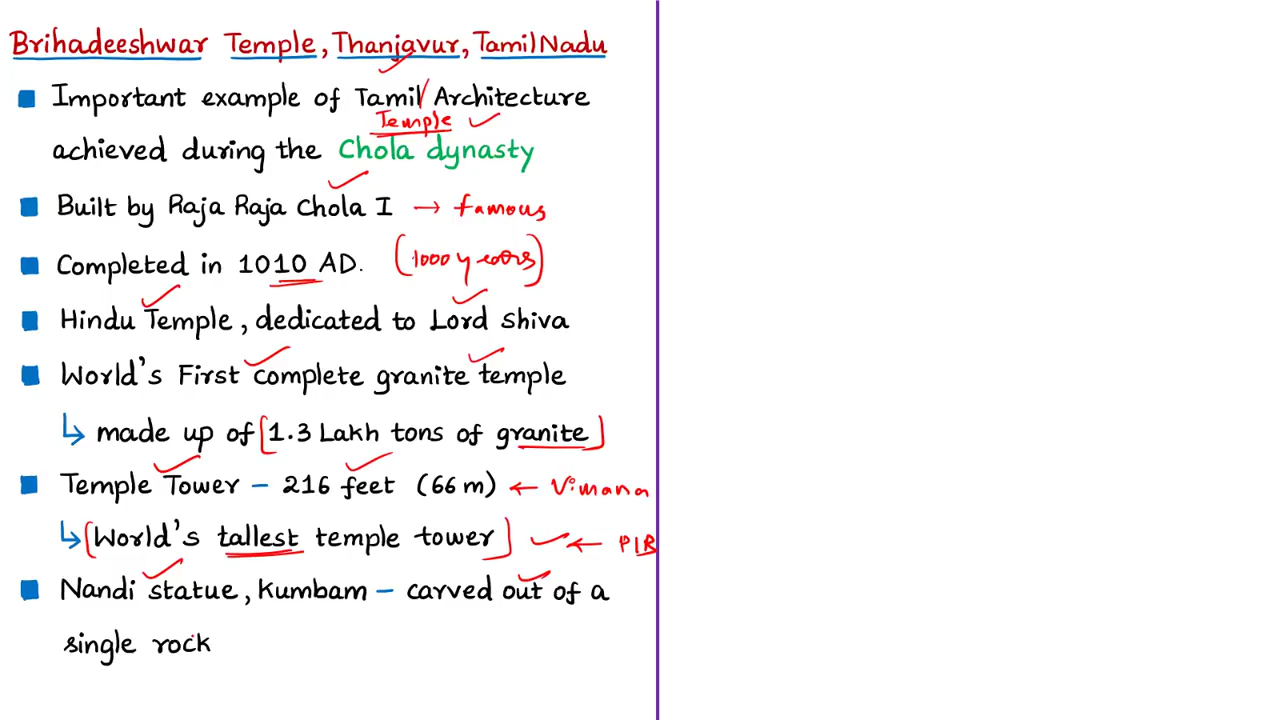 Brihadeeshwar Temple, Thanjavur, Tamil Nadu
Important example of Tamil Architecture
Temple
achieved during the Chola dynasty
Built by Raja Raja Chola I → famous
Completed in 1010 AD. (1000 years)
Hindu Temple, dedicated to Lord Shiva
World's First complete granite temple
↳ made up of [1.3 Lakh tons of granite]
Temple Tower - 216 feet (66 m) ← Vimana
↳ [World's tallest temple tower] ← PIB
Nandi statue, Kumbam - carved out of a
single rock